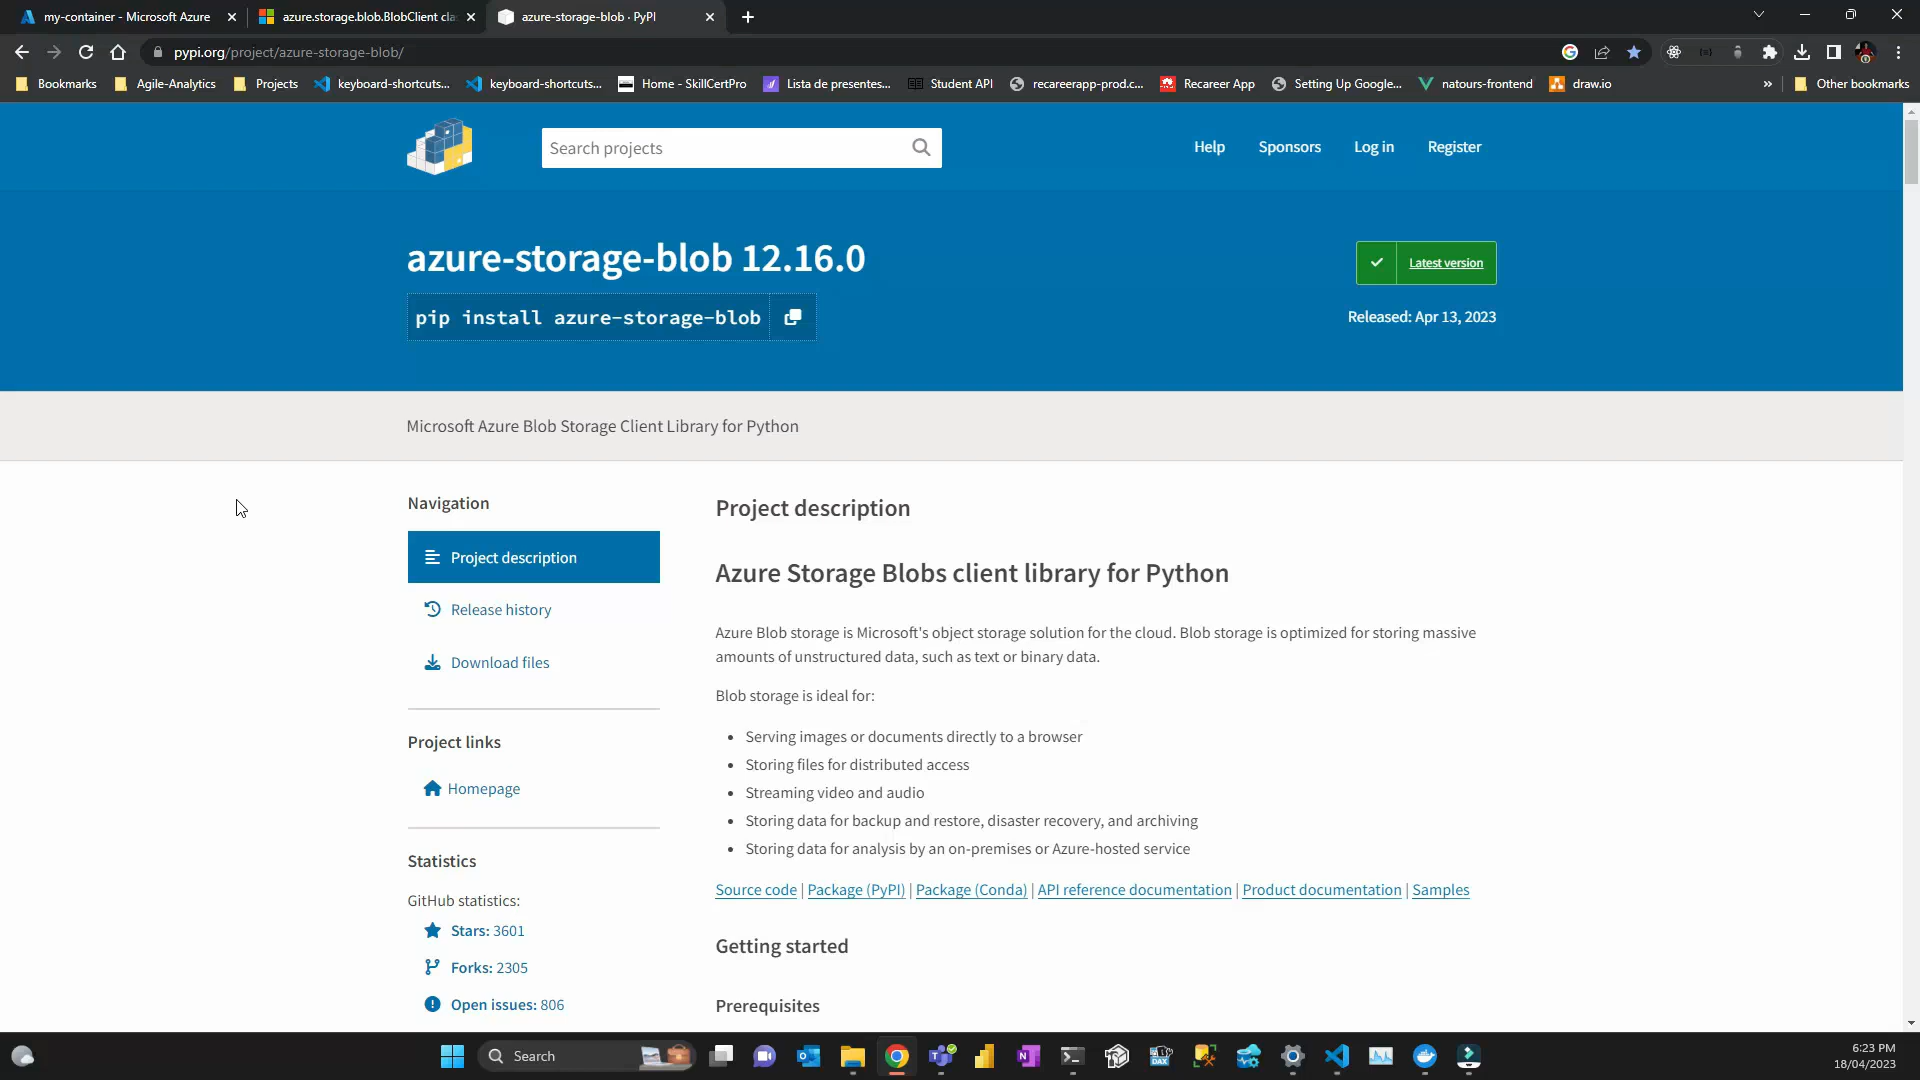 my-container - Microsoft Azure
azure.storage.blob.BlobClient cla
azure-storage-blob · PyPI
pypi.org/project/azure-storage-blob/
Bookmarks
Agile-Analytics
Projects
keyboard-shortcuts...
keyboard-shortcuts...
Home - SkillCertPro
Lista de presentes...
Student API
recareerapp-prod.c...
Recareer App
Setting Up Google...
natours-frontend
draw.io
»
Other bookmarks
Search projects
Help
Sponsors
Log in
Register
azure-storage-blob 12.16.0
pip install azure-storage-blob
Latest version
Released: Apr 13, 2023
Microsoft Azure Blob Storage Client Library for Python
Navigation
Project description
Release history
Download files
Project links
Homepage
Statistics
GitHub statistics:
Stars: 3601
Forks: 2305
Open issues: 806
Project description
Azure Storage Blobs client library for Python
Azure Blob storage is Microsoft's object storage solution for the cloud. Blob storage is optimized for storing massive
amounts of unstructured data, such as text or binary data.
Blob storage is ideal for:
• Serving images or documents directly to a browser
• Storing files for distributed access
• Streaming video and audio
• Storing data for backup and restore, disaster recovery, and archiving
• Storing data for analysis by an on-premises or Azure-hosted service
Source code | Package (PyPI) | Package (Conda) | API reference documentation | Product documentation | Samples
Getting started
Prerequisites
Search
DAX
6:23 PM
18/04/2023